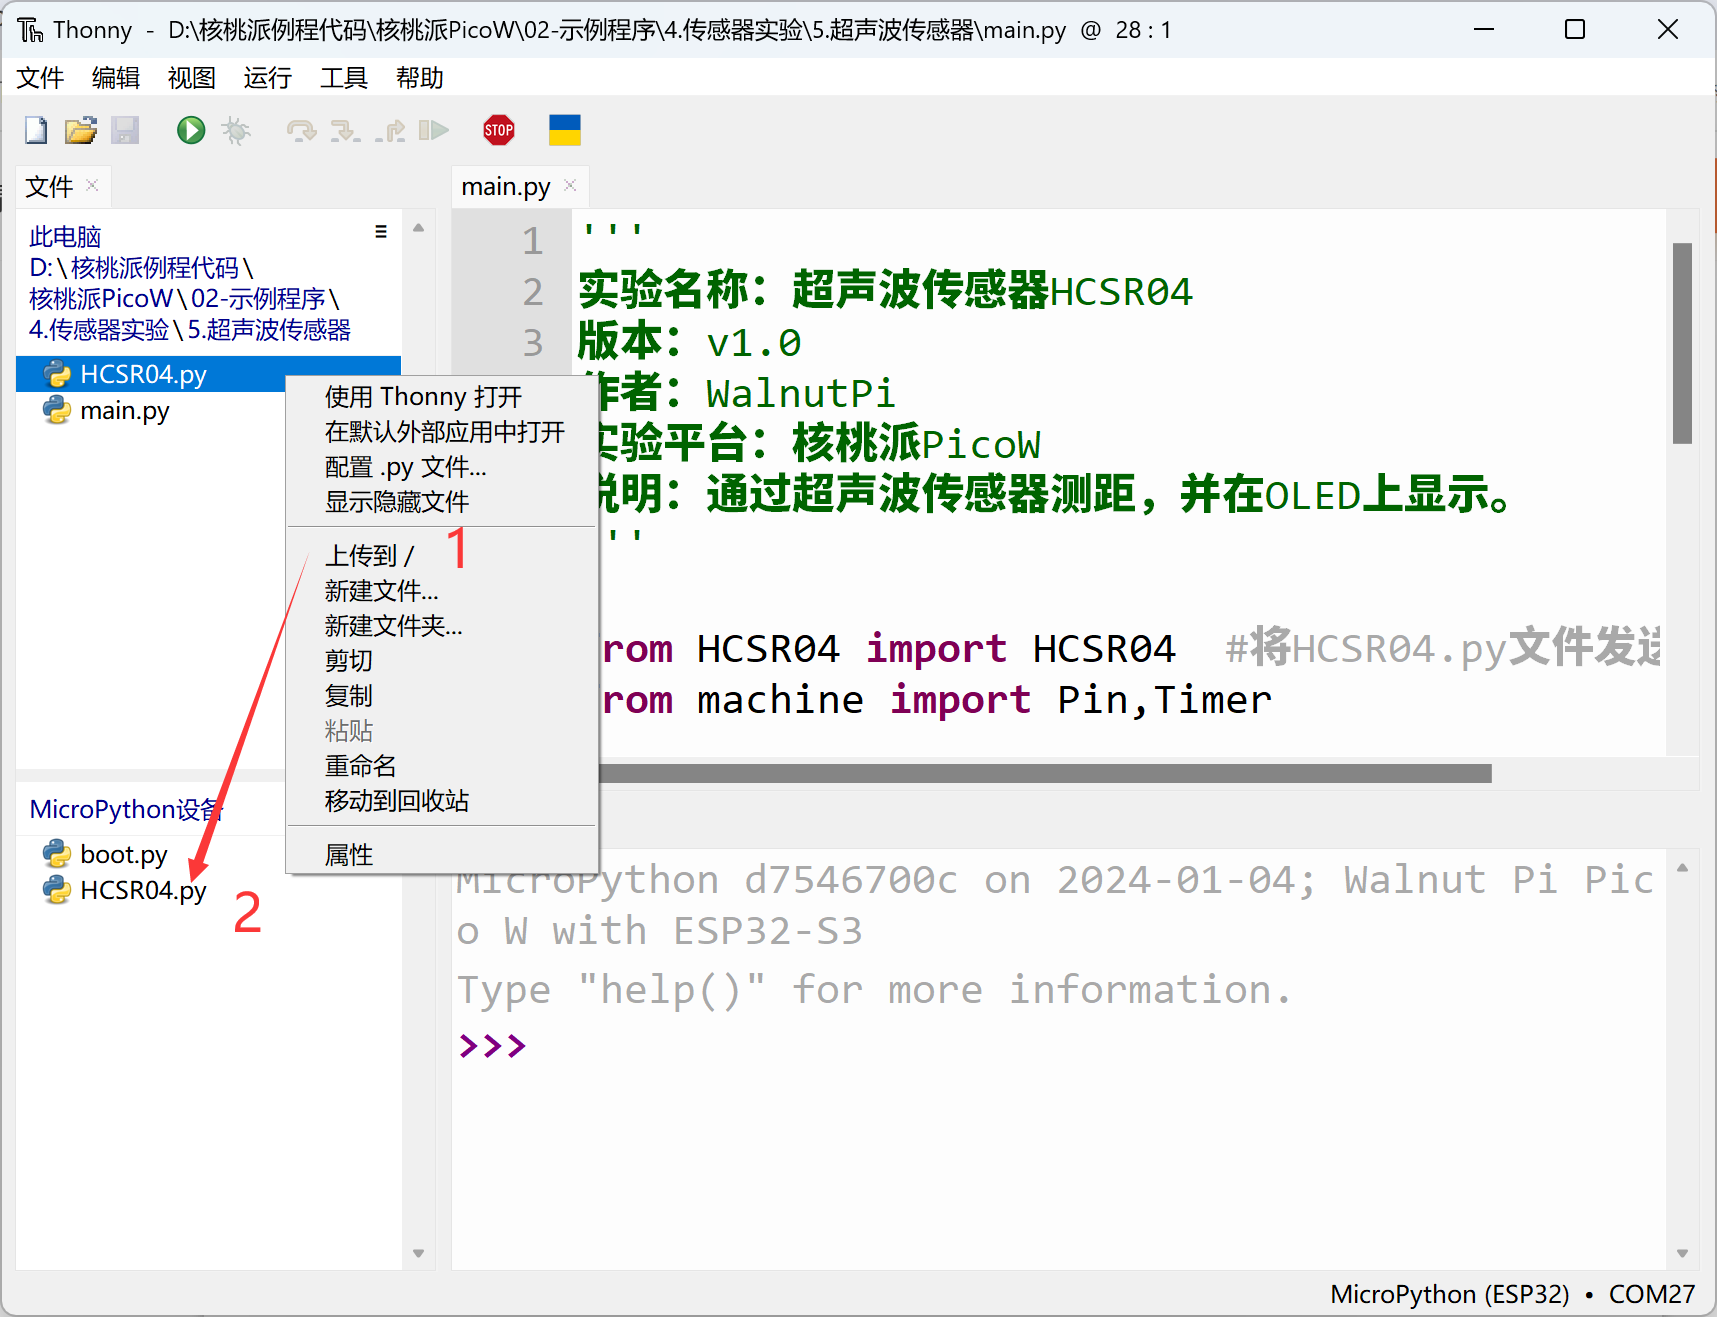 Thonny - D:\核桃派例程代码\核桃派PicoW\02-示例程序\4.传感器实验\5.超声波传感器\main.py @ 28 : 1
文件 编辑 视图 运行 工具 帮助
STOP
文件
此电脑
D:\核桃派例程代码\
核桃派PicoW\02-示例程序\
4.传感器实验\5.超声波传感器
HCSR04.py
main.py
使用 Thonny 打开
在默认外部应用中打开
配置 .py 文件...
显示隐藏文件
上传到 /
1
新建文件...
新建文件夹...
剪切
复制
粘贴
重命名
移动到回收站
属性
MicroPython设备
boot.py
HCSR04.py
2
main.py
1 '''
2 实验名称：超声波传感器HCSR04
3 版本：v1.0
作者：WalnutPi
实验平台：核桃派PicoW
说明：通过超声波传感器测距，并在OLED上显示。
''
rom HCSR04 import HCSR04 #将HCSR04.py文件发送
rom machine import Pin,Timer
MicroPython d7546700c on 2024-01-04; Walnut Pi Pic
o W with ESP32-S3
Type "help()" for more information.
>>>
MicroPython (ESP32) • COM27